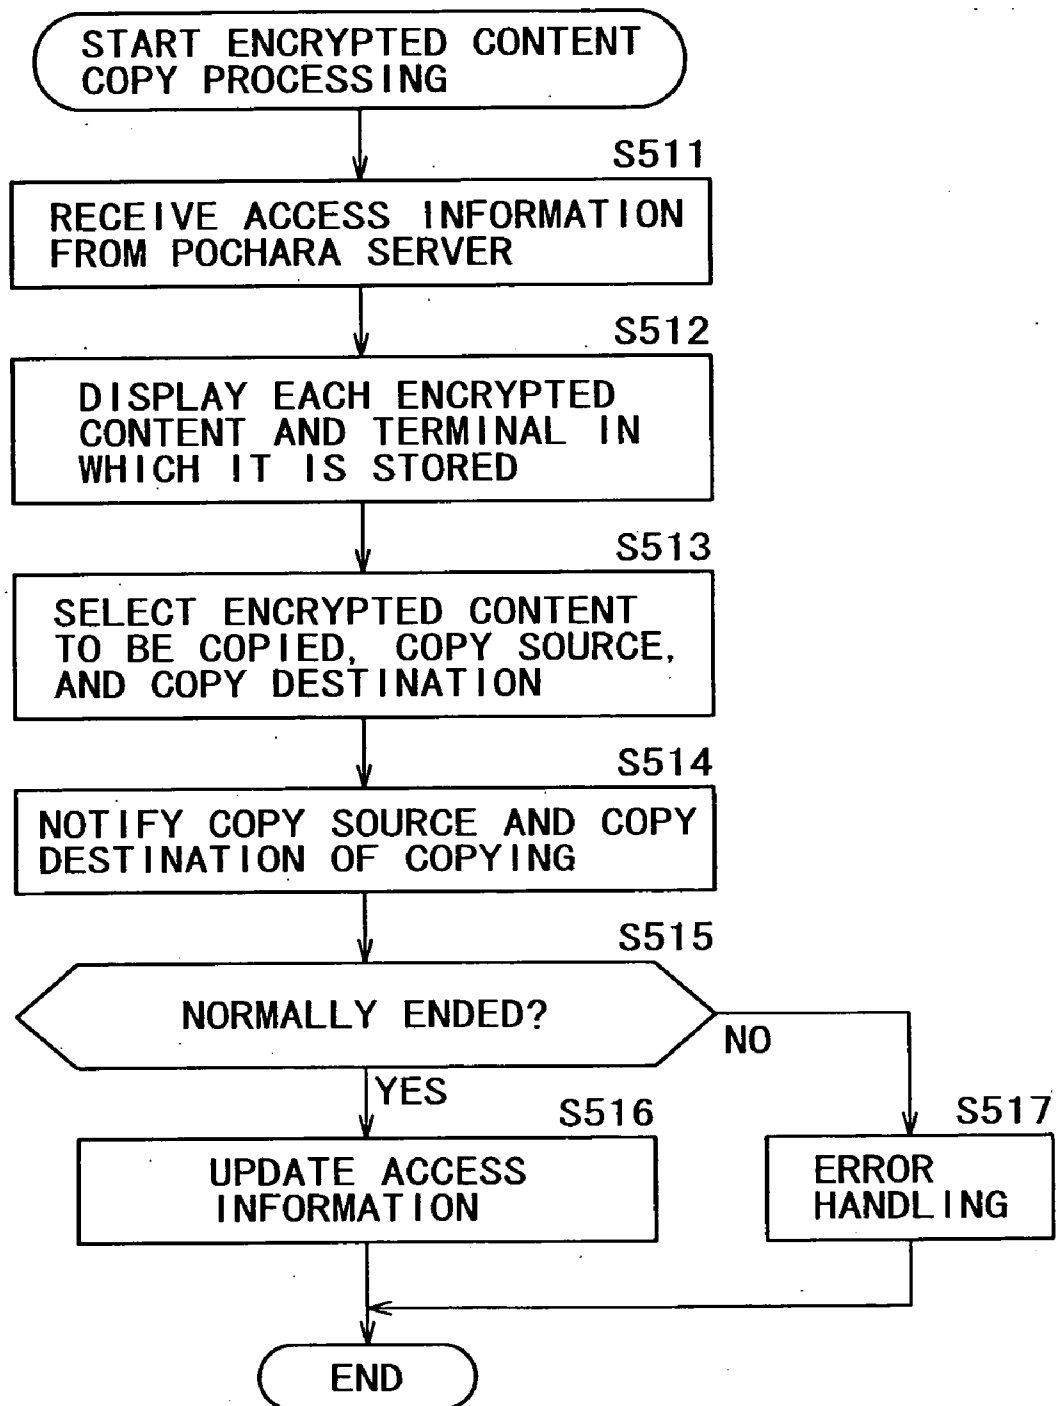 START ENCRYPTED CONTENT
COPY PROCESSING
S511
RECEIVE ACCESS INFORMATION
FROM POCHARA SERVER
S512
DISPLAY EACH ENCRYPTED
CONTENT AND TERMINAL IN
WHICH IT IS STORED
S513
SELECT ENCRYPTED CONTENT
TO BE COPIED, COPY SOURCE,
AND COPY DESTINATION
S514
NOTIFY COPY SOURCE AND COPY
DESTINATION OF COPYING
S515
NORMALLY ENDED?
NO
YES
S516
S517
UPDATE ACCESS
INFORMATION
ERROR
HANDLING
END